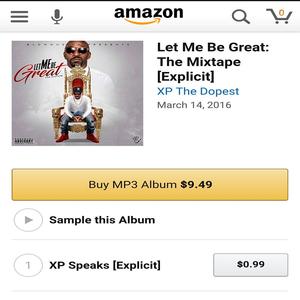 amazon
0
LET ME BE
Great
Let Me Be Great:
The Mixtape
[Explicit]
XP The Dopest
March 14, 2016
Buy MP3 Album $9.49
Sample this Album
1 XP Speaks [Explicit] $0.99